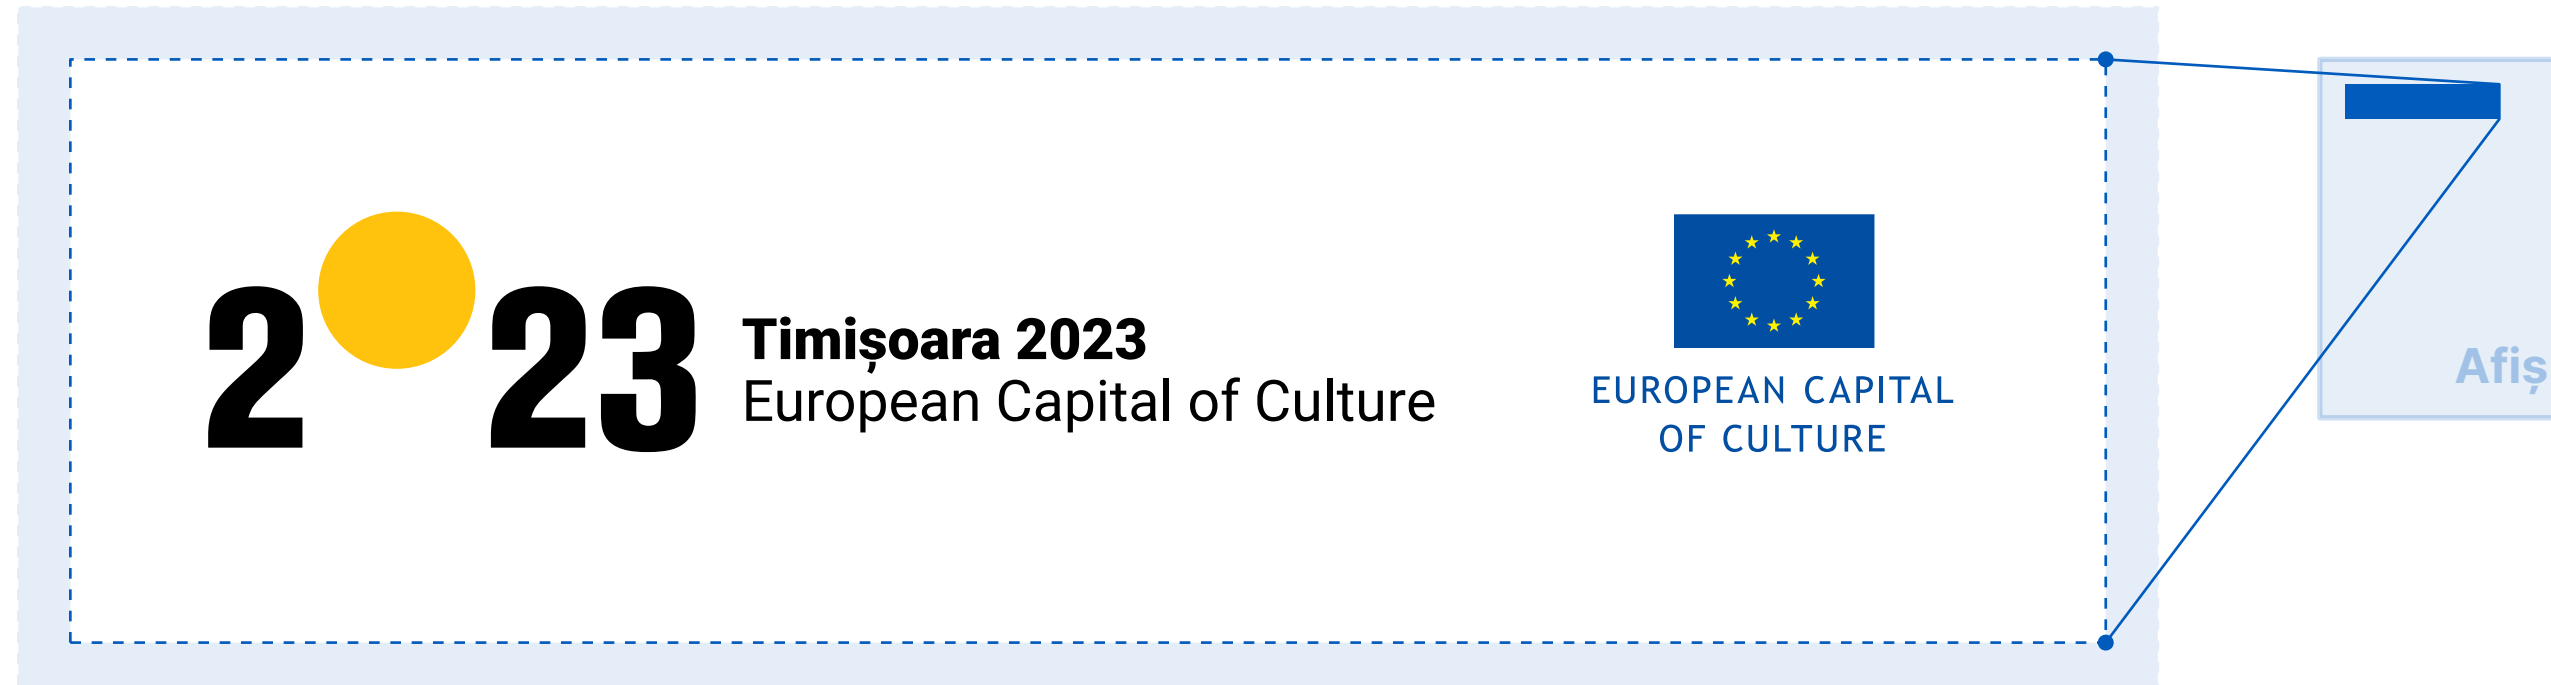 2023
Timișoara 2023
European Capital of Culture
EUROPEAN CAPITAL
OF CULTURE
Afiș